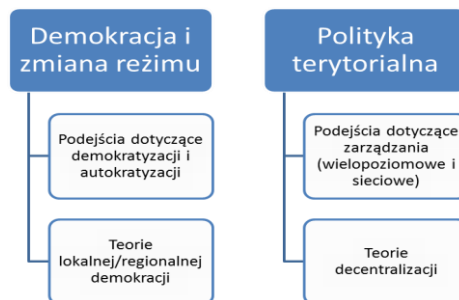 Demokracja i
zmiana reżimu
Podejścia dotyczące
demokratyzacji i
autokratyzacji
Teorie
lokalnej/regionalnej
demokracji
Polityka
terytorialna
Podejścia dotyczące
zarządzania
(wielopoziomowe i
sieciowe)
Teorie
decentralizacji